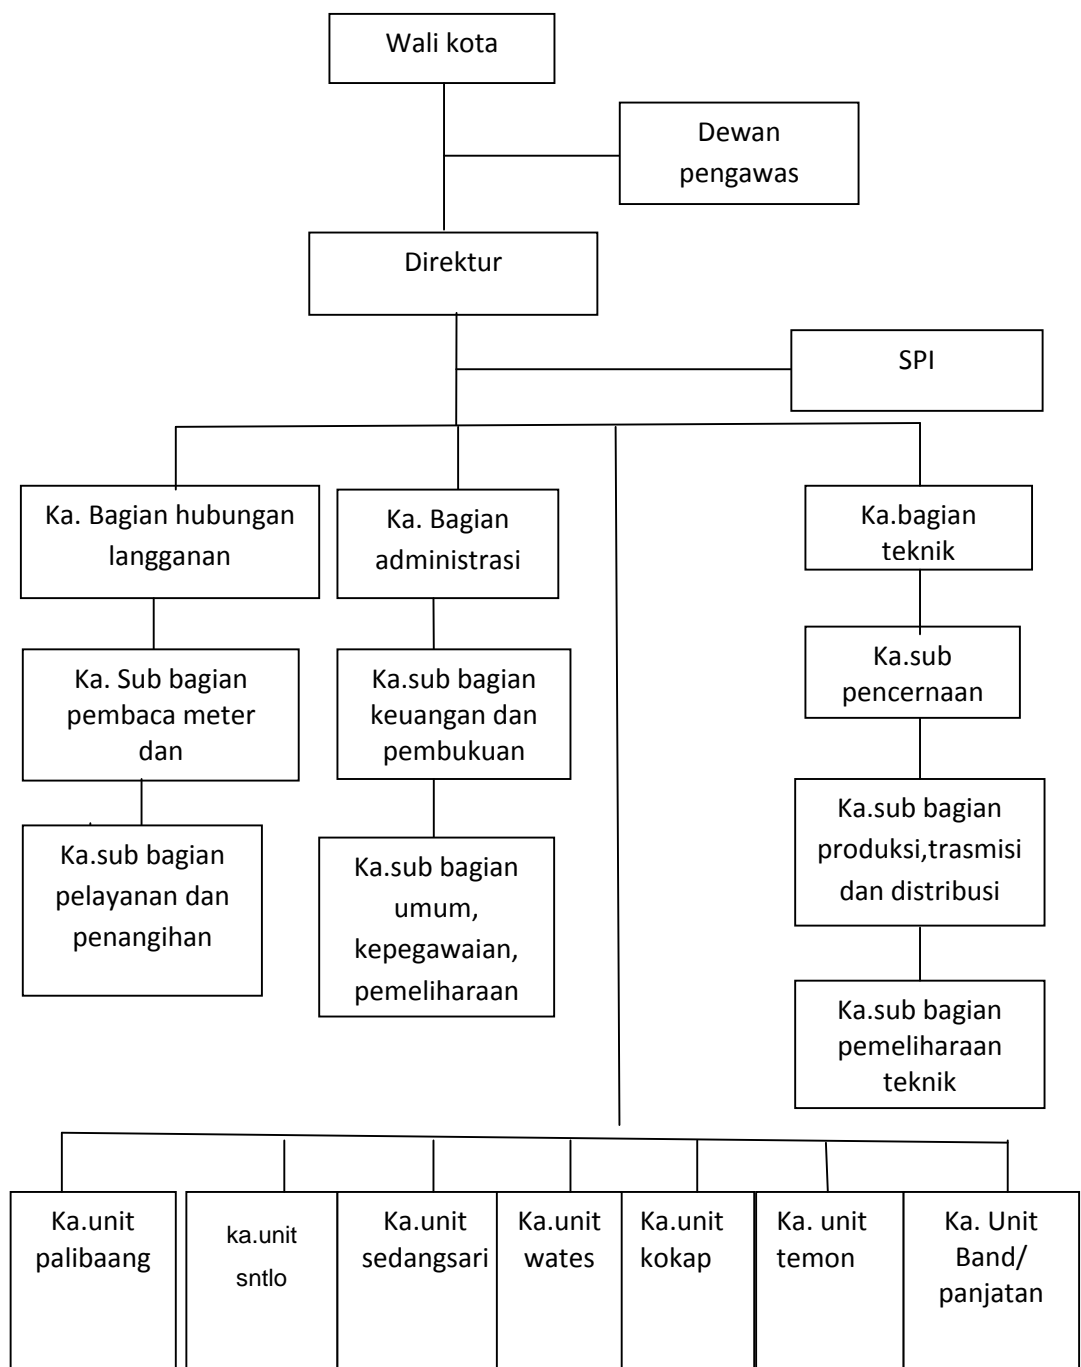 Wali kota
Dewan
pengawas
Direktur
SPI
Ka. Bagian hubungan
langganan
Ka. Bagian
administrasi
Ka.bagian
teknik
Ka. Sub bagian
pembaca meter
dan
Ka.sub bagian
keuangan dan
pembukuan
Ka.sub
pencernaan
Ka.sub bagian
pelayanan dan
penangihan
Ka.sub bagian
umum,
kepegawaian,
pemeliharaan
Ka.sub bagian
produksi,trasmisi
dan distribusi
Ka.sub bagian
pemeliharaan
teknik
Ka.unit
palibaang
ka.unit
sntlo
Ka.unit
sedangsari
Ka.unit
wates
Ka.unit
kokap
Ka. unit
temon
Ka. Unit
Band/
panjatan